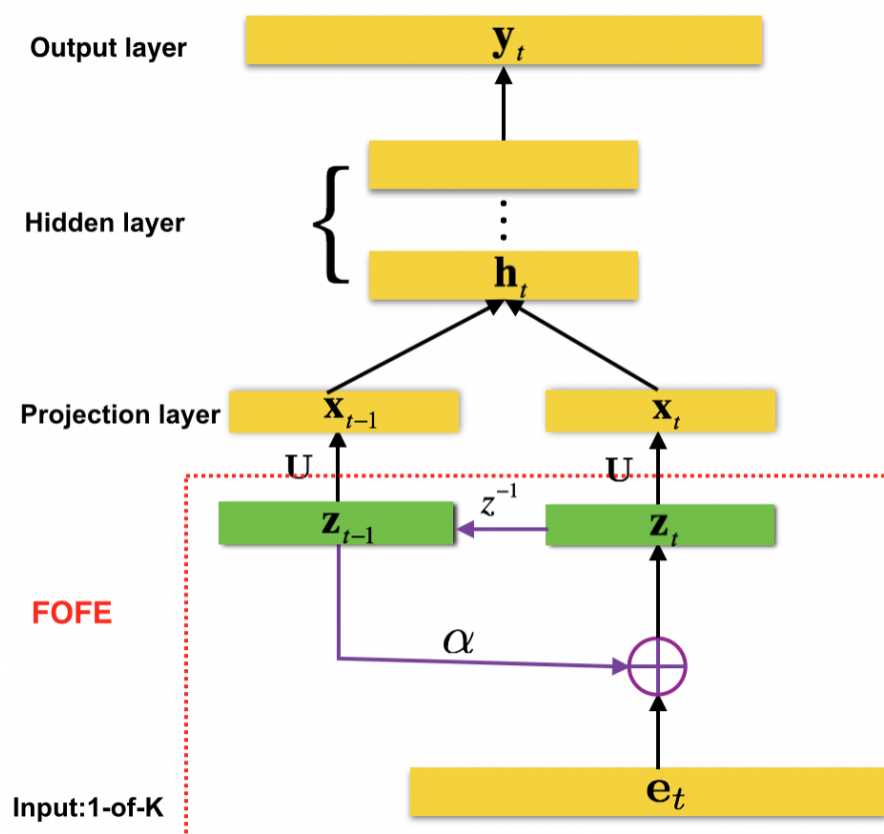 Output layer
y_t
Hidden layer
h_t
Projection layer
x_{t-1}
x_t
U
U
z_{t-1}
z^{-1}
z_t
FOFE
α
Input:1-of-K
e_t